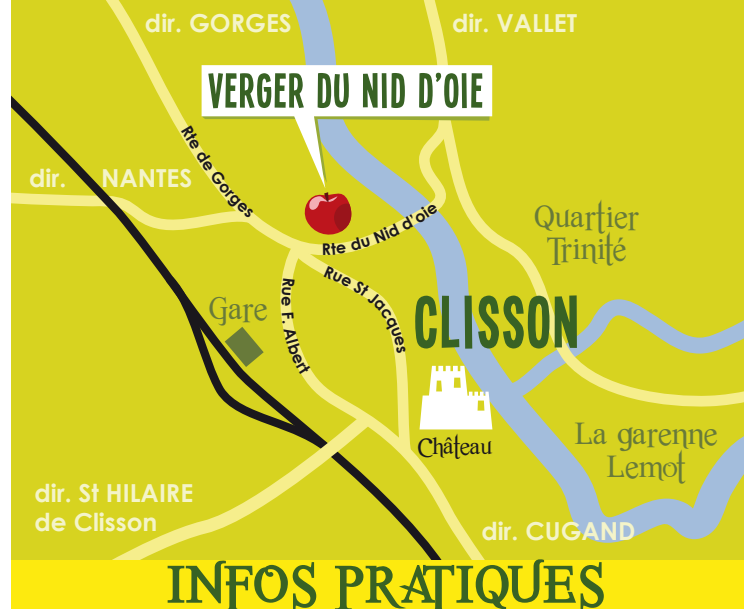 dir. GORGES
dir. VALLET
VERGER DU NID D'OIE
Rte de Gorges
dir. NANTES
Rte du Nid d'oie
Quartier
Trinité
Rue St Jacques
Rue F. Albert
Gare
CLISSON
Château
La garenne
Lemot
dir. St HILAIRE
de Clisson
dir. CUGAND
INFOS PRATIQUES